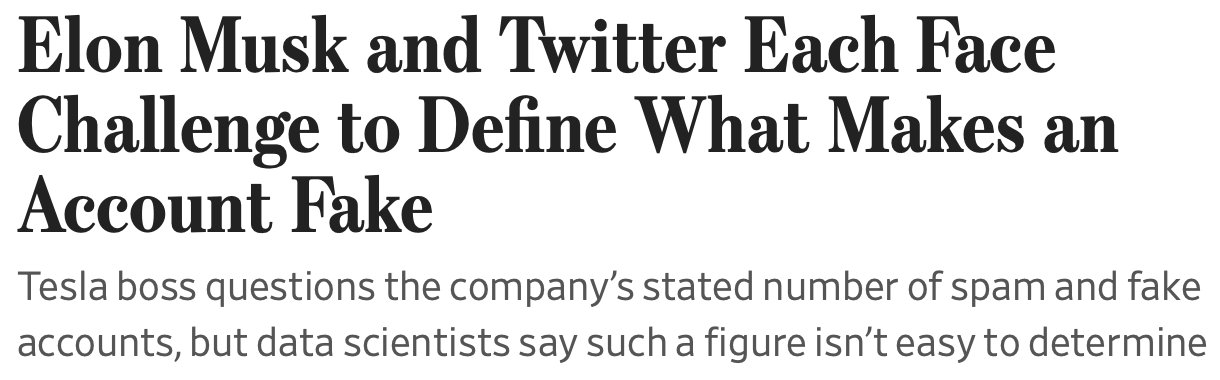 Elon Musk and Twitter Each Face
Challenge to Define What Makes an
Account Fake
Tesla boss questions the company’s stated number of spam and fake
accounts, but data scientists say such a figure isn’t easy to determine